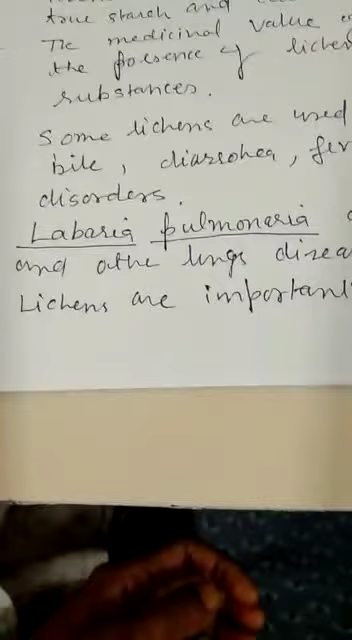 true starch and
The medicinal value
the presence of lichen
substances.
Some lichens are used
bile, diarrohea, fev
disorders.
Labaria pulmonaria
and othe lungs disea
Lichens are important